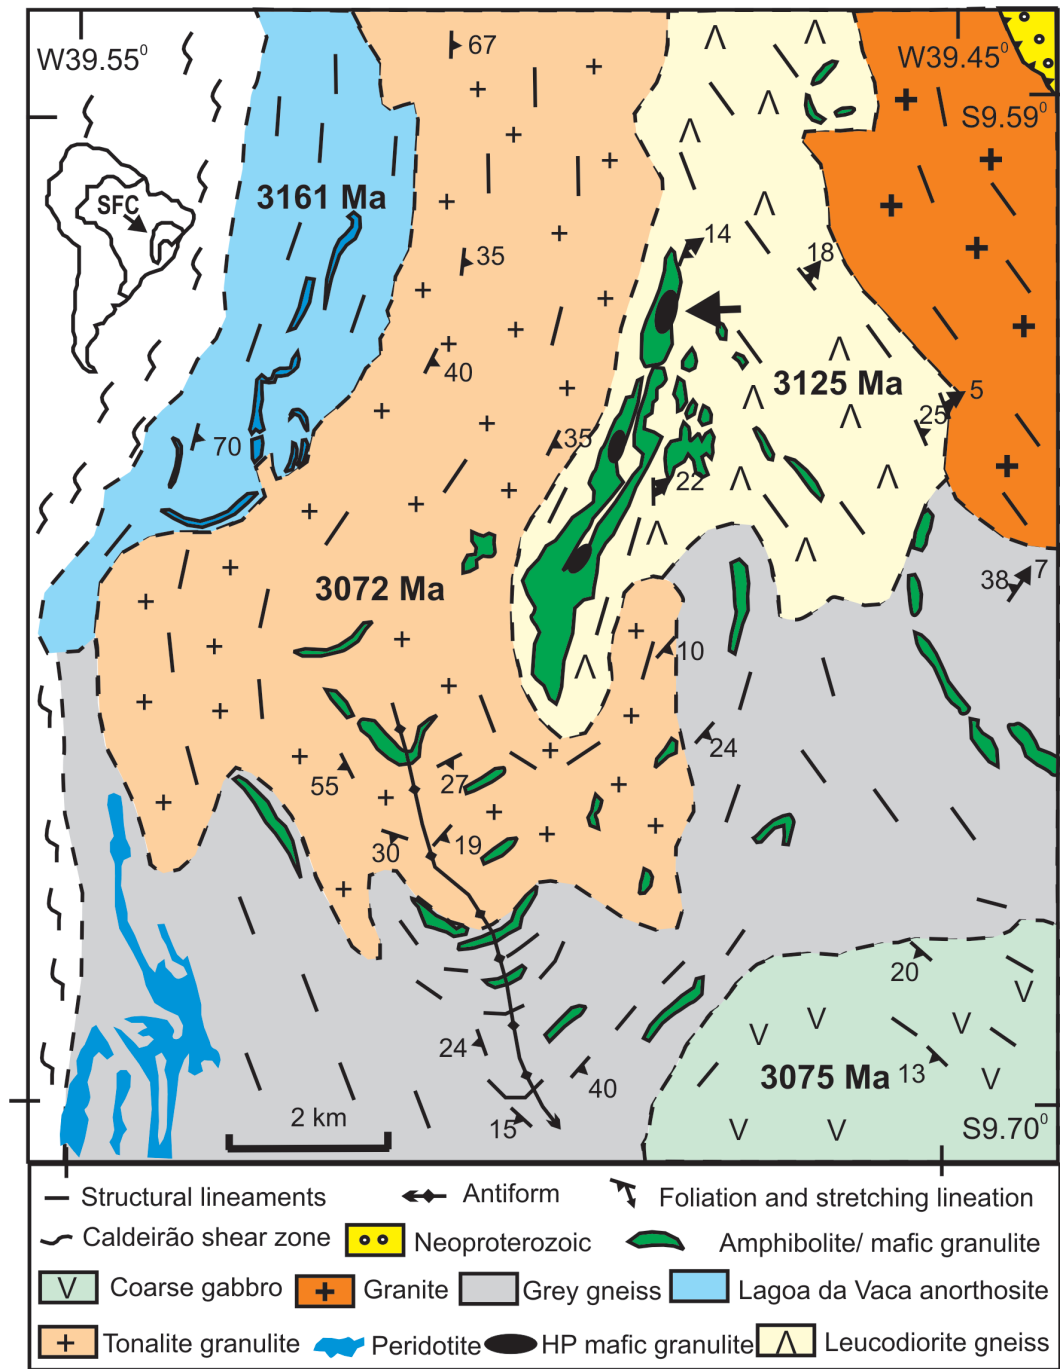 W39.55⁰
67
W39.45⁰
S9.59⁰
3161 Ma
SFC
14
18
35
40
3125 Ma
5
25
35
70
22
3072 Ma
38
7
10
24
55
27
30
19
20
24
40
3075 Ma
13
15
2 km
S9.70⁰
Structural lineaments
Antiform
Foliation and stretching lineation
Caldeirão shear zone
Neoproterozoic
Amphibolite/ mafic granulite
V
Coarse gabbro
+
Granite
Grey gneiss
Lagoa da Vaca anorthosite
+
Tonalite granulite
Peridotite
HP mafic granulite
Λ
Leucodiorite gneiss